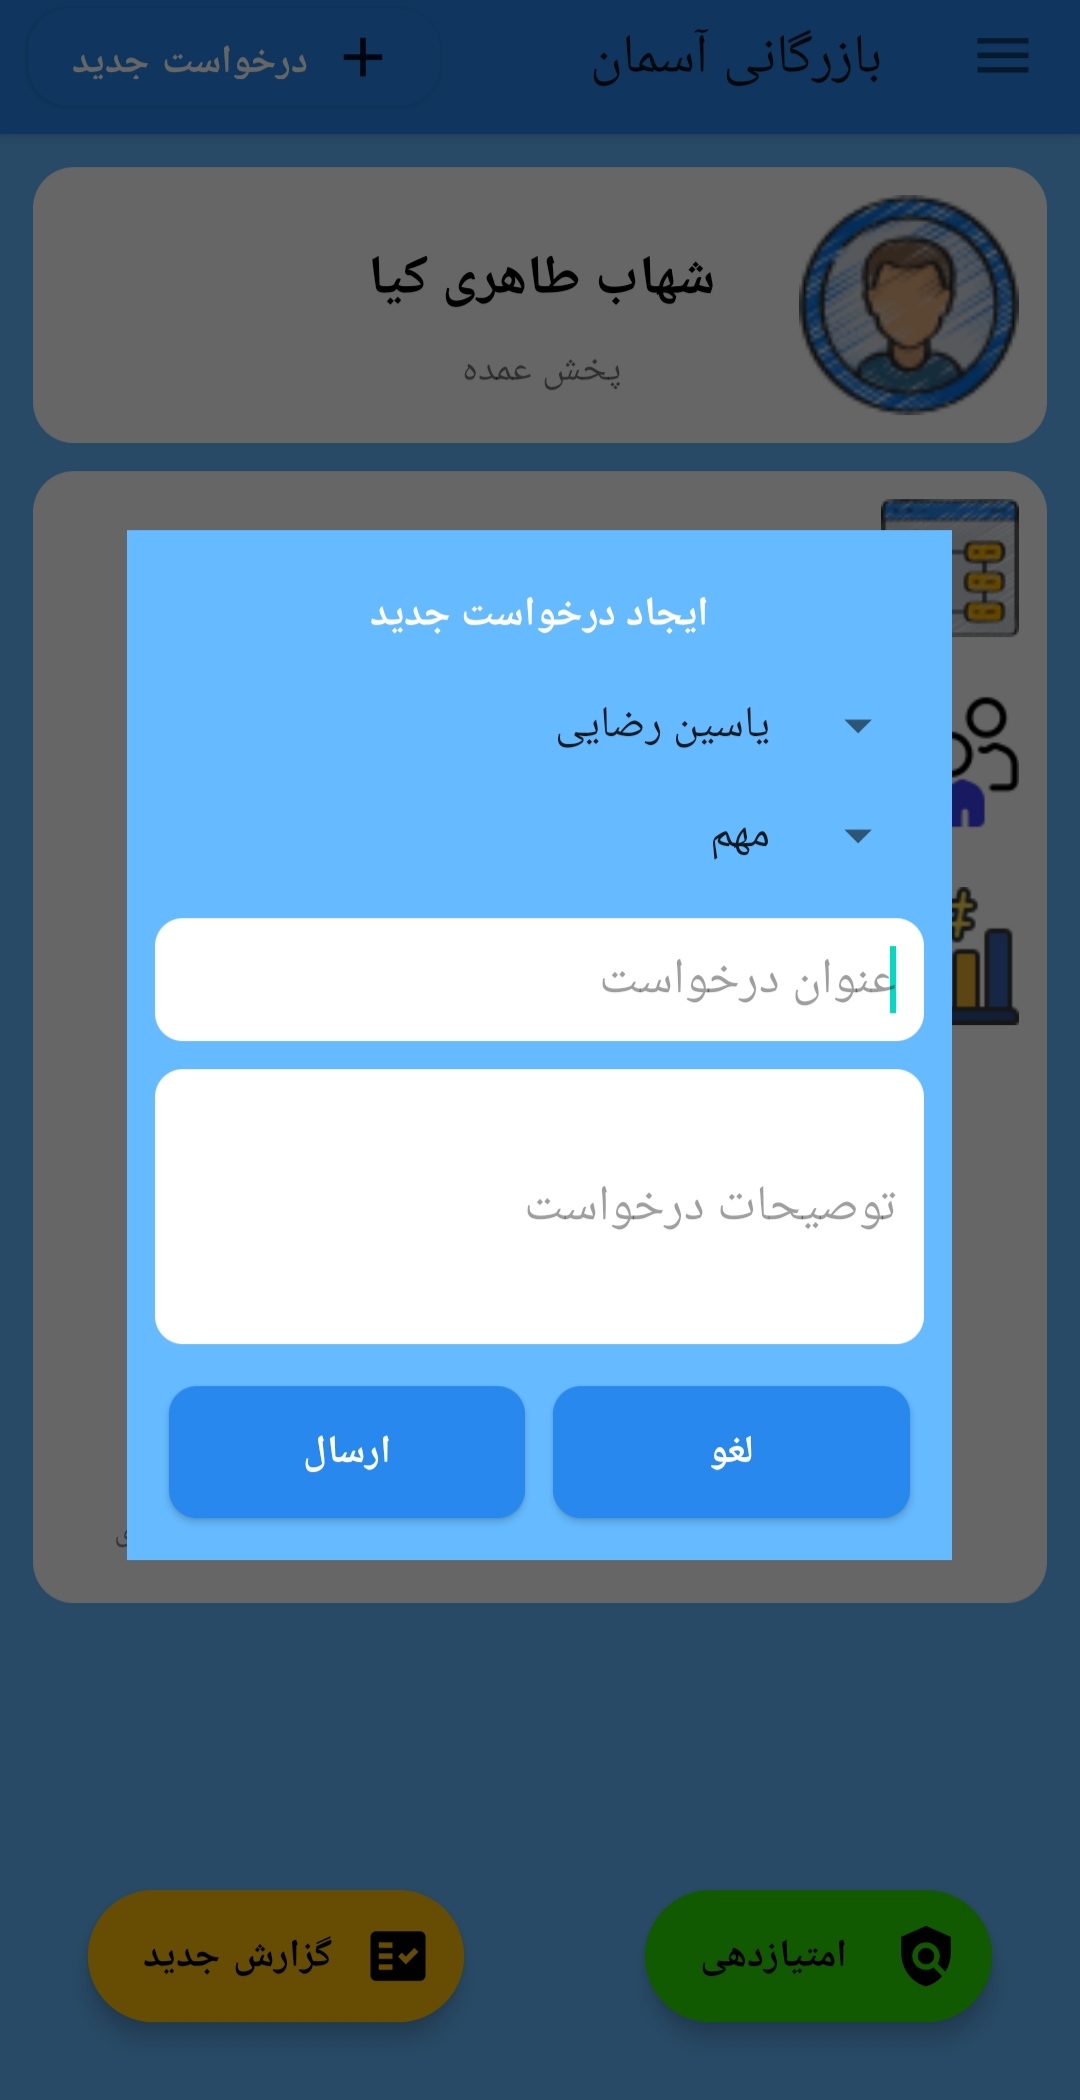 بازرگانی آسمان
درخواست جدید
شهاب طاهری کیا
پخش عمده
ایجاد درخواست جدید
یاسین رضایی
مهم
عنوان درخواست
توصیحات درخواست
لغو
ارسال
امتیازدهی
گزارش جدید